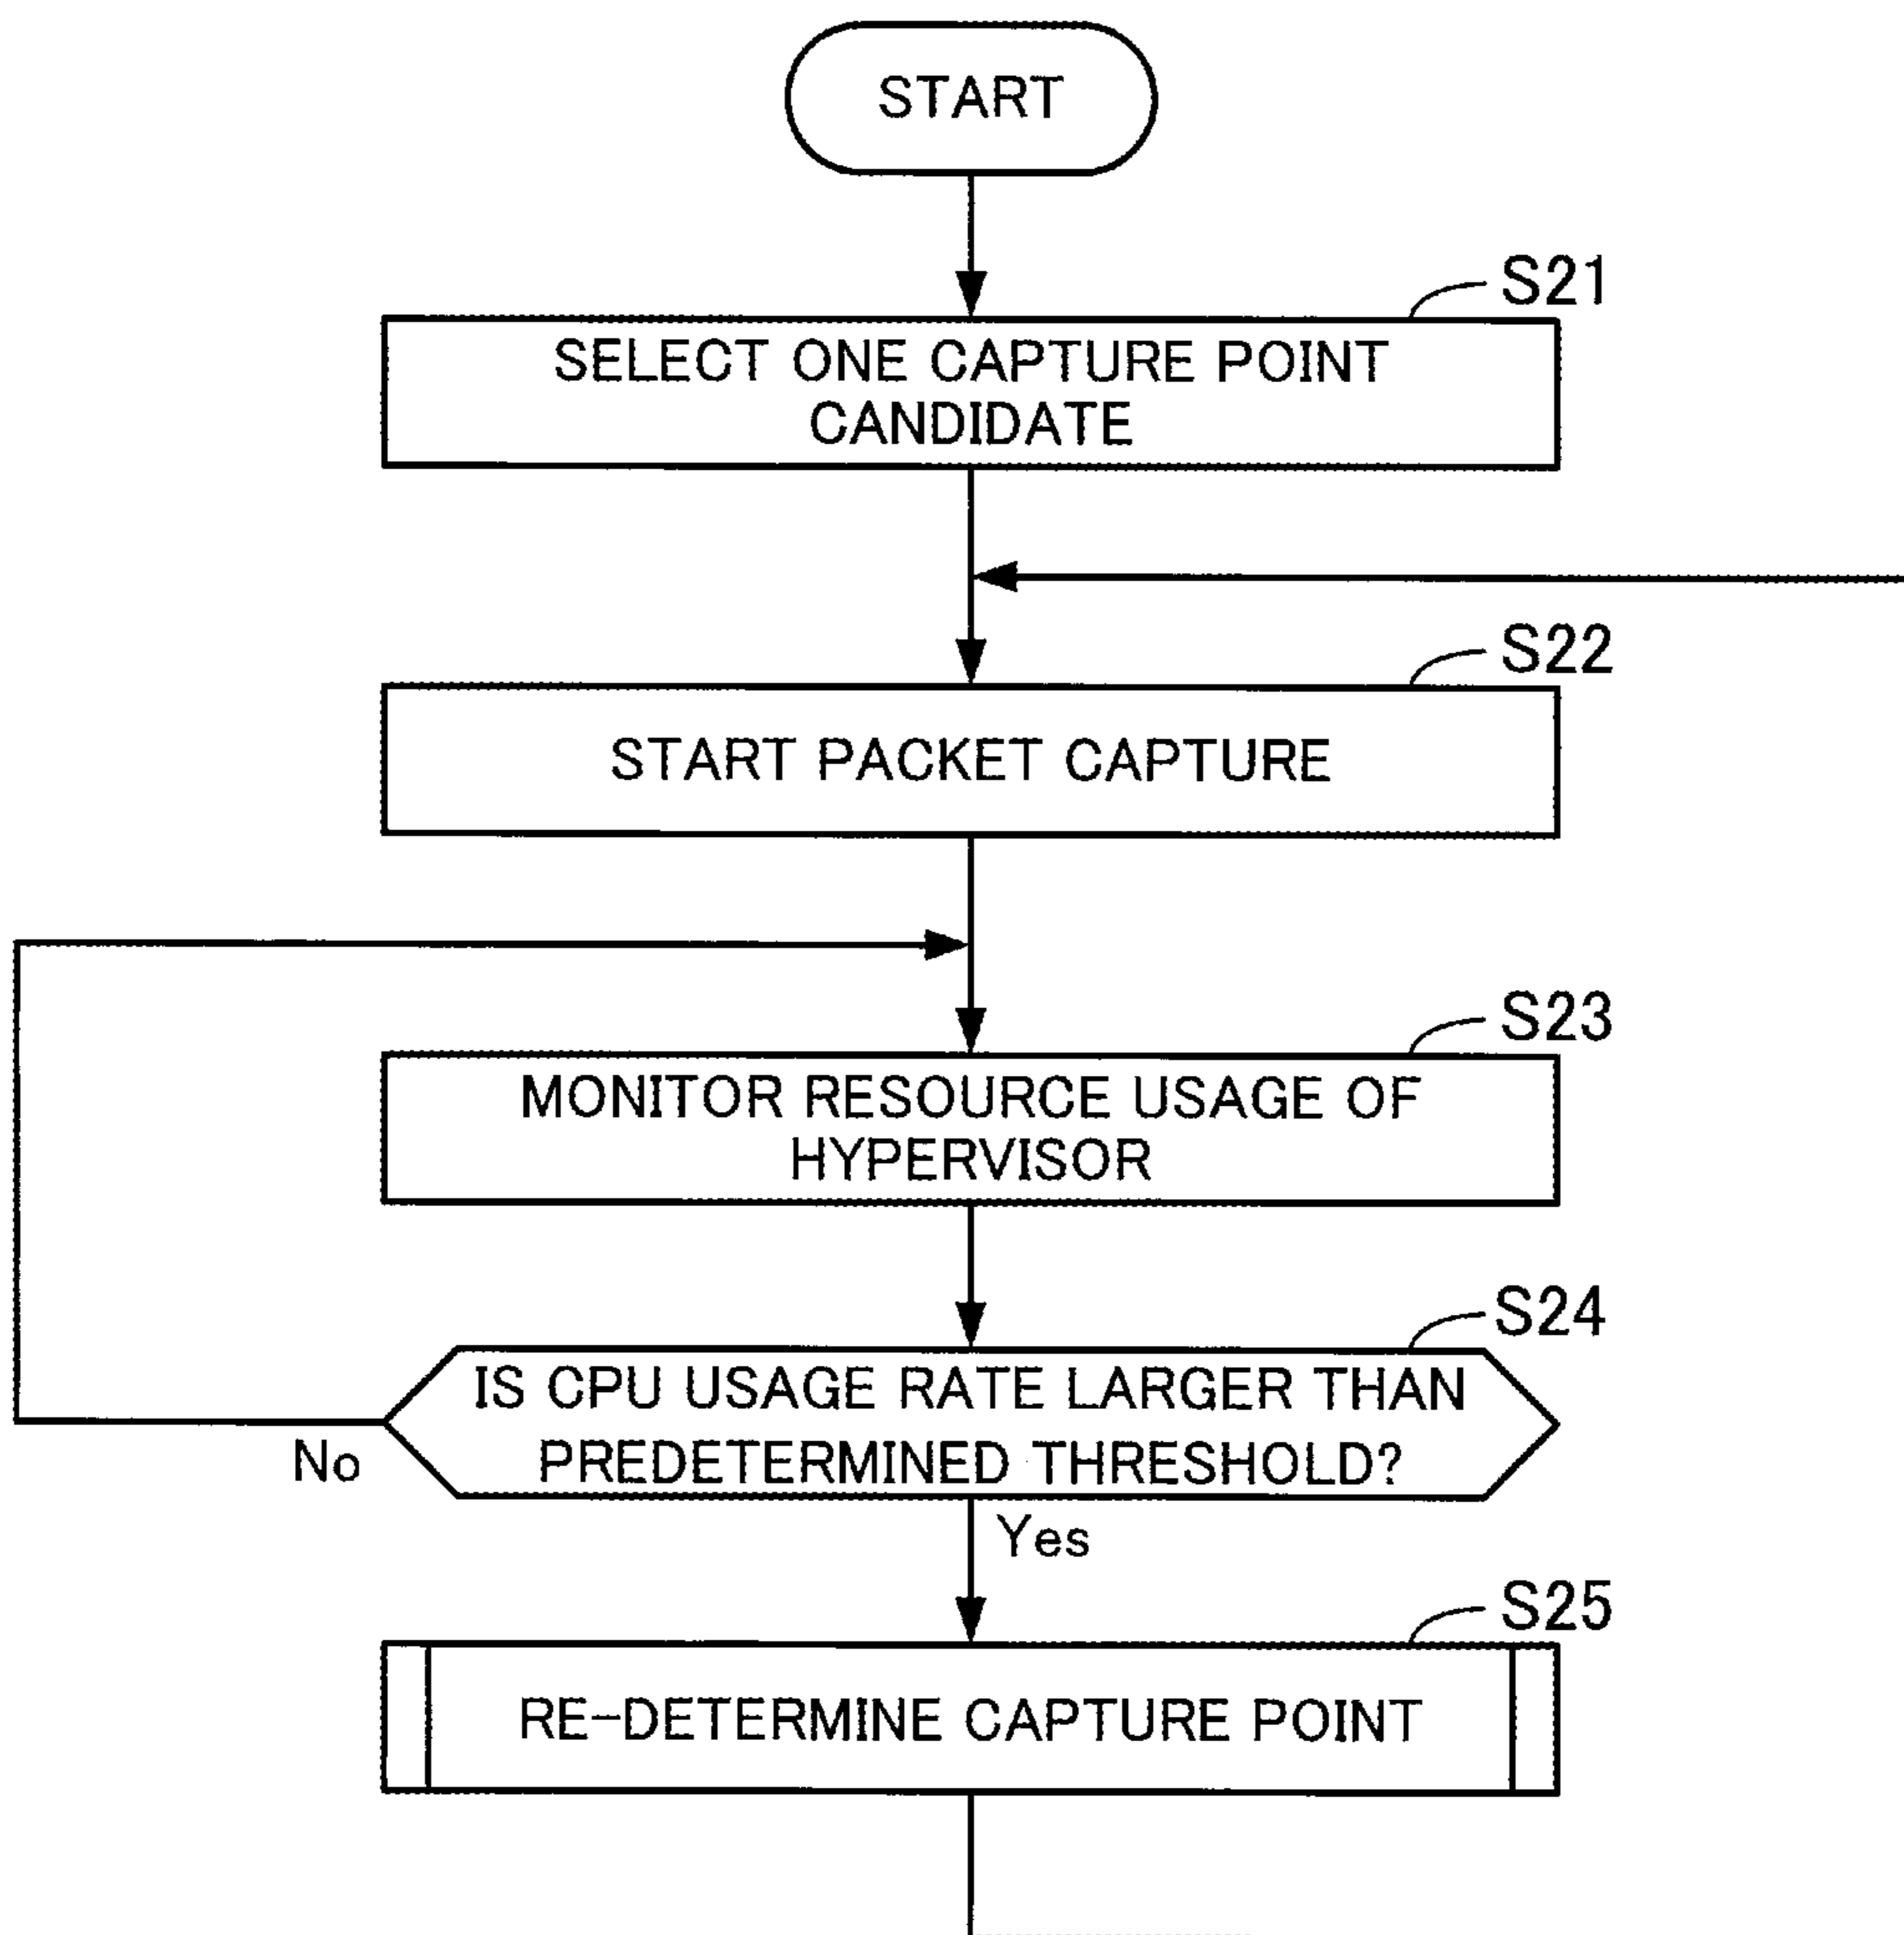 START
S21
SELECT ONE CAPTURE POINT
CANDIDATE
S22
START PACKET CAPTURE
S23
MONITOR RESOURCE USAGE OF
HYPERVISOR
S24
IS CPU USAGE RATE LARGER THAN
PREDETERMINED THRESHOLD?
No
Yes
S25
RE-DETERMINE CAPTURE POINT